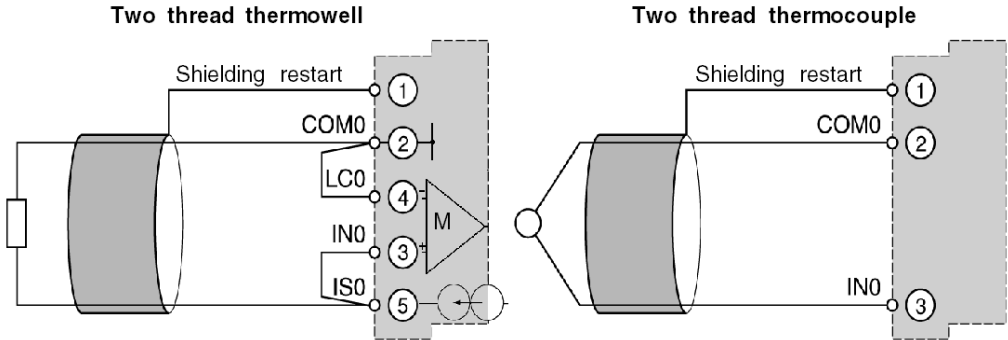 Two thread thermowell
Shielding restart
1
COM0
2
LC0
4
M
IN0
3
IS0
5
Two thread thermocouple
Shielding restart
1
COM0
2
IN0
3